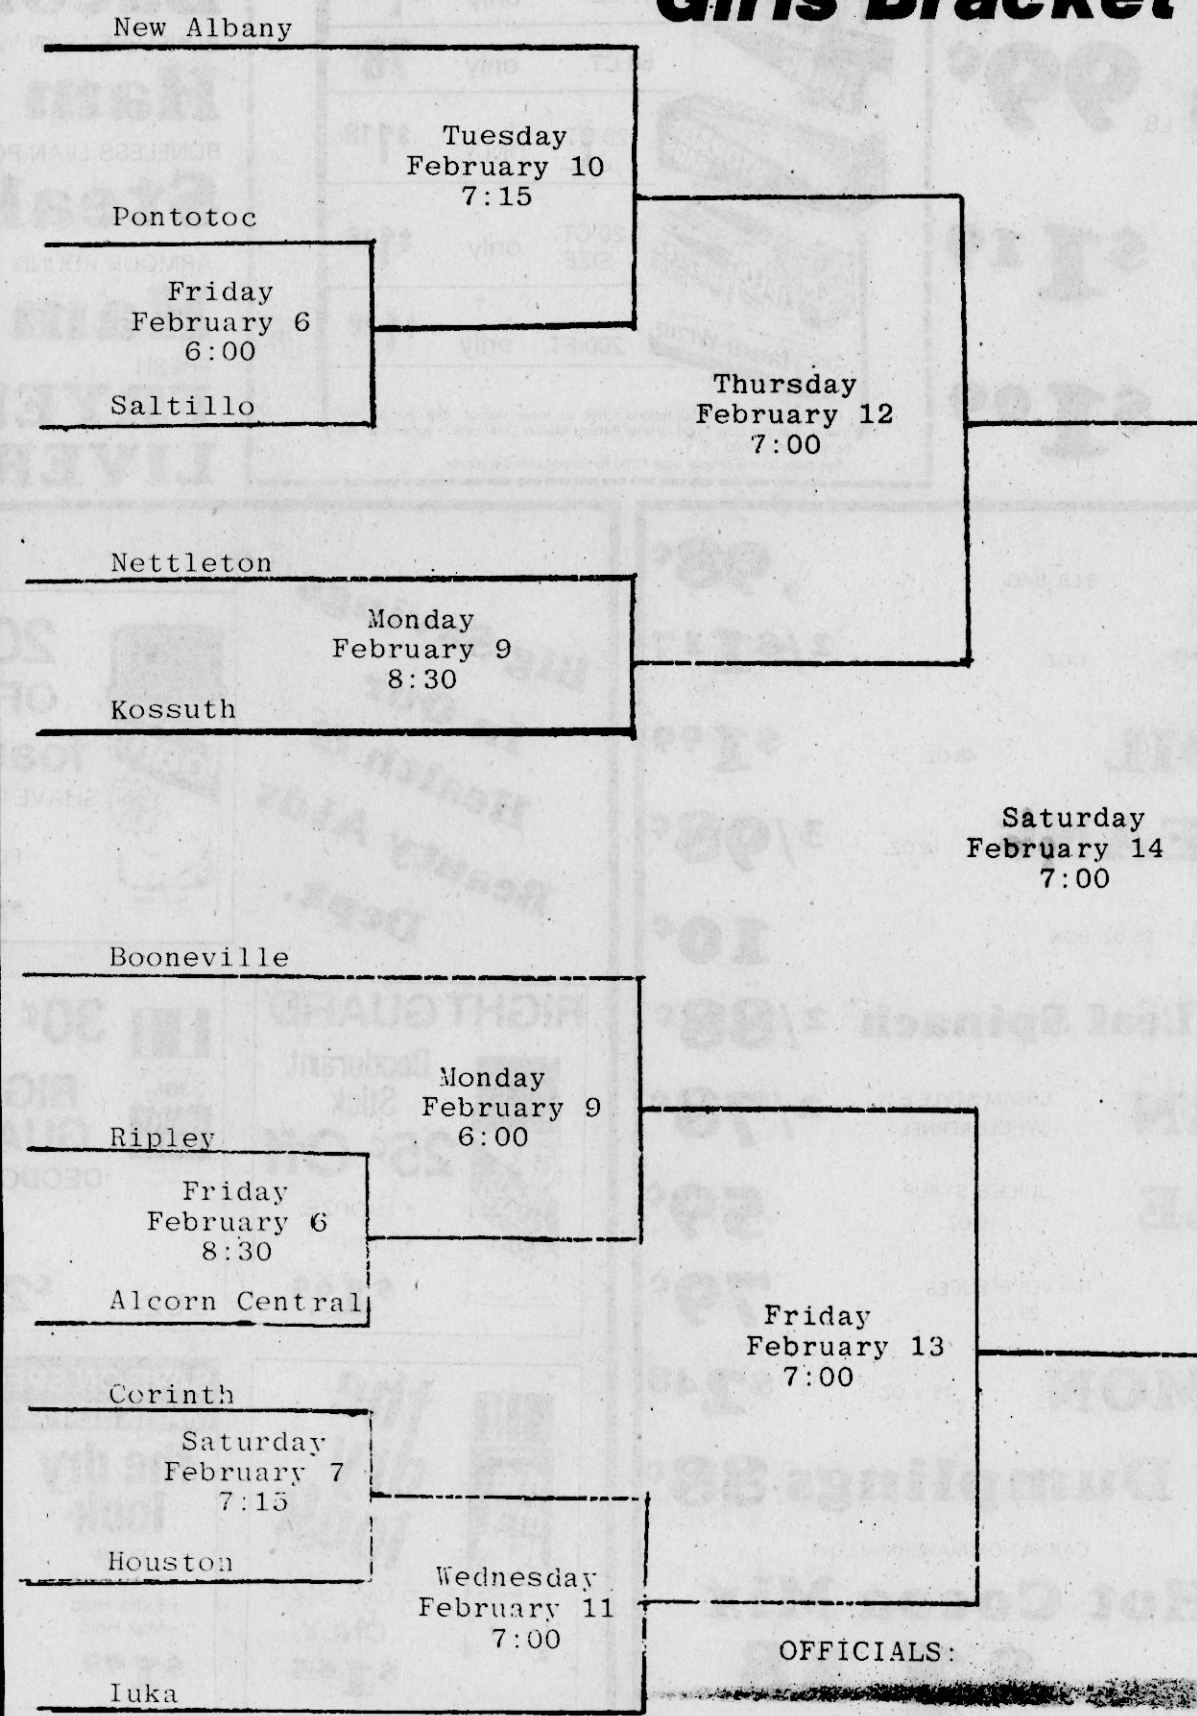 Girls Bracket
New Albany
Tuesday
February 10
7:15
Pontotoc
Friday
February 6
6:00
Saltillo
Thursday
February 12
7:00
Nettleton
Monday
February 9
8:30
Kossuth
Saturday
February 14
7:00
Booneville
Monday
February 9
6:00
Ripley
Friday
February 6
8:30
Alcorn Central
Friday
February 13
7:00
Corinth
Saturday
February 7
7:15
Houston
Wednesday
February 11
7:00
OFFICIALS:
Iuka